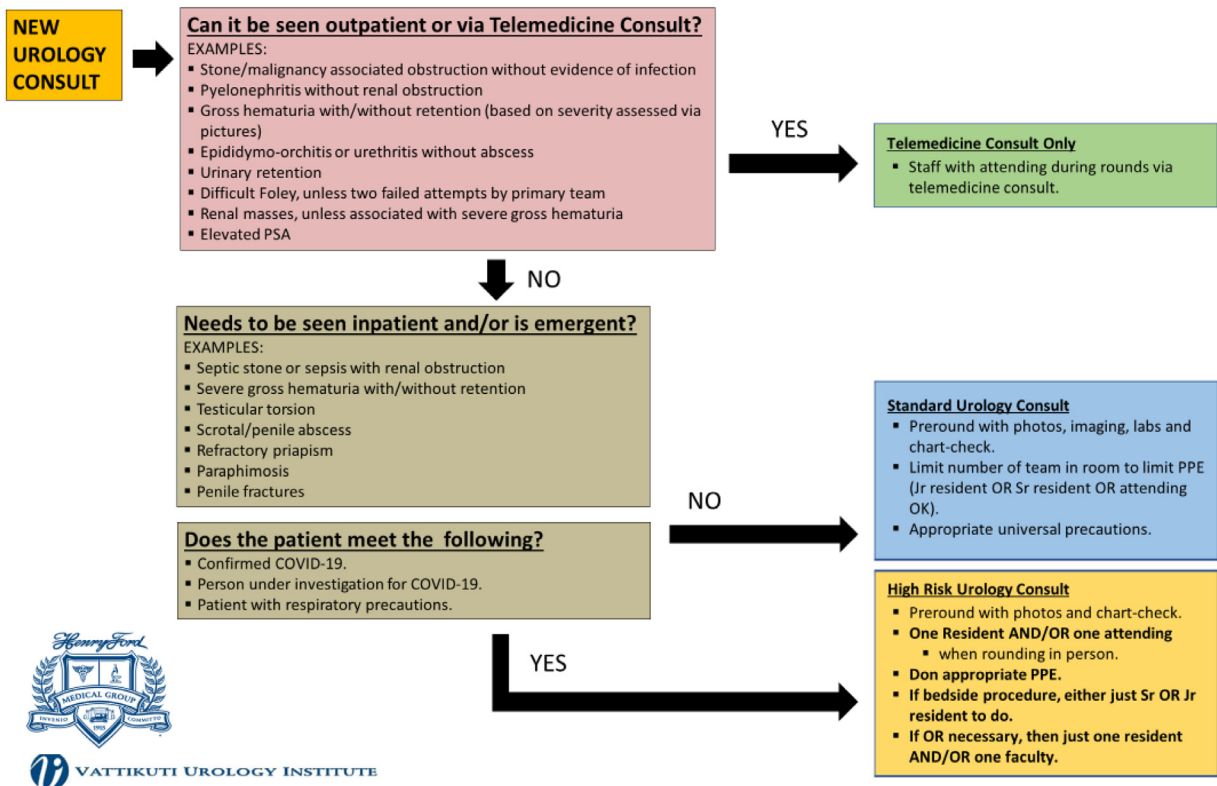 NEW
UROLOGY
CONSULT
Can it be seen outpatient or via Telemedicine Consult?
EXAMPLES:
▪ Stone/malignancy associated obstruction without evidence of infection
▪ Pyelonephritis without renal obstruction
▪ Gross hematuria with/without retention (based on severity assessed via
pictures)
▪ Epididymo-orchitis or urethritis without abscess
▪ Urinary retention
▪ Difficult Foley, unless two failed attempts by primary team
▪ Renal masses, unless associated with severe gross hematuria
▪ Elevated PSA
YES
Telemedicine Consult Only
▪ Staff with attending during rounds via
telemedicine consult.
NO
Needs to be seen inpatient and/or is emergent?
EXAMPLES:
▪ Septic stone or sepsis with renal obstruction
▪ Severe gross hematuria with/without retention
▪ Testicular torsion
▪ Scrotal/penile abscess
▪ Refractory priapism
▪ Paraphimosis
▪ Penile fractures
Does the patient meet the following?
▪ Confirmed COVID-19.
▪ Person under investigation for COVID-19.
▪ Patient with respiratory precautions.
NO
Standard Urology Consult
▪ Preround with photos, imaging, labs and
chart-check.
▪ Limit number of team in room to limit PPE
(Jr resident OR Sr resident OR attending
OK).
▪ Appropriate universal precautions.
YES
High Risk Urology Consult
▪ Preround with photos and chart-check.
▪ One Resident AND/OR one attending
▪ when rounding in person.
▪ Don appropriate PPE.
▪ If bedside procedure, either just Sr OR Jr
resident to do.
▪ If OR necessary, then just one resident
AND/OR one faculty.
Henry Ford
MEDICAL GROUP
INVENIO COMMITTO
1915
VATTIKUTI UROLOGY INSTITUTE